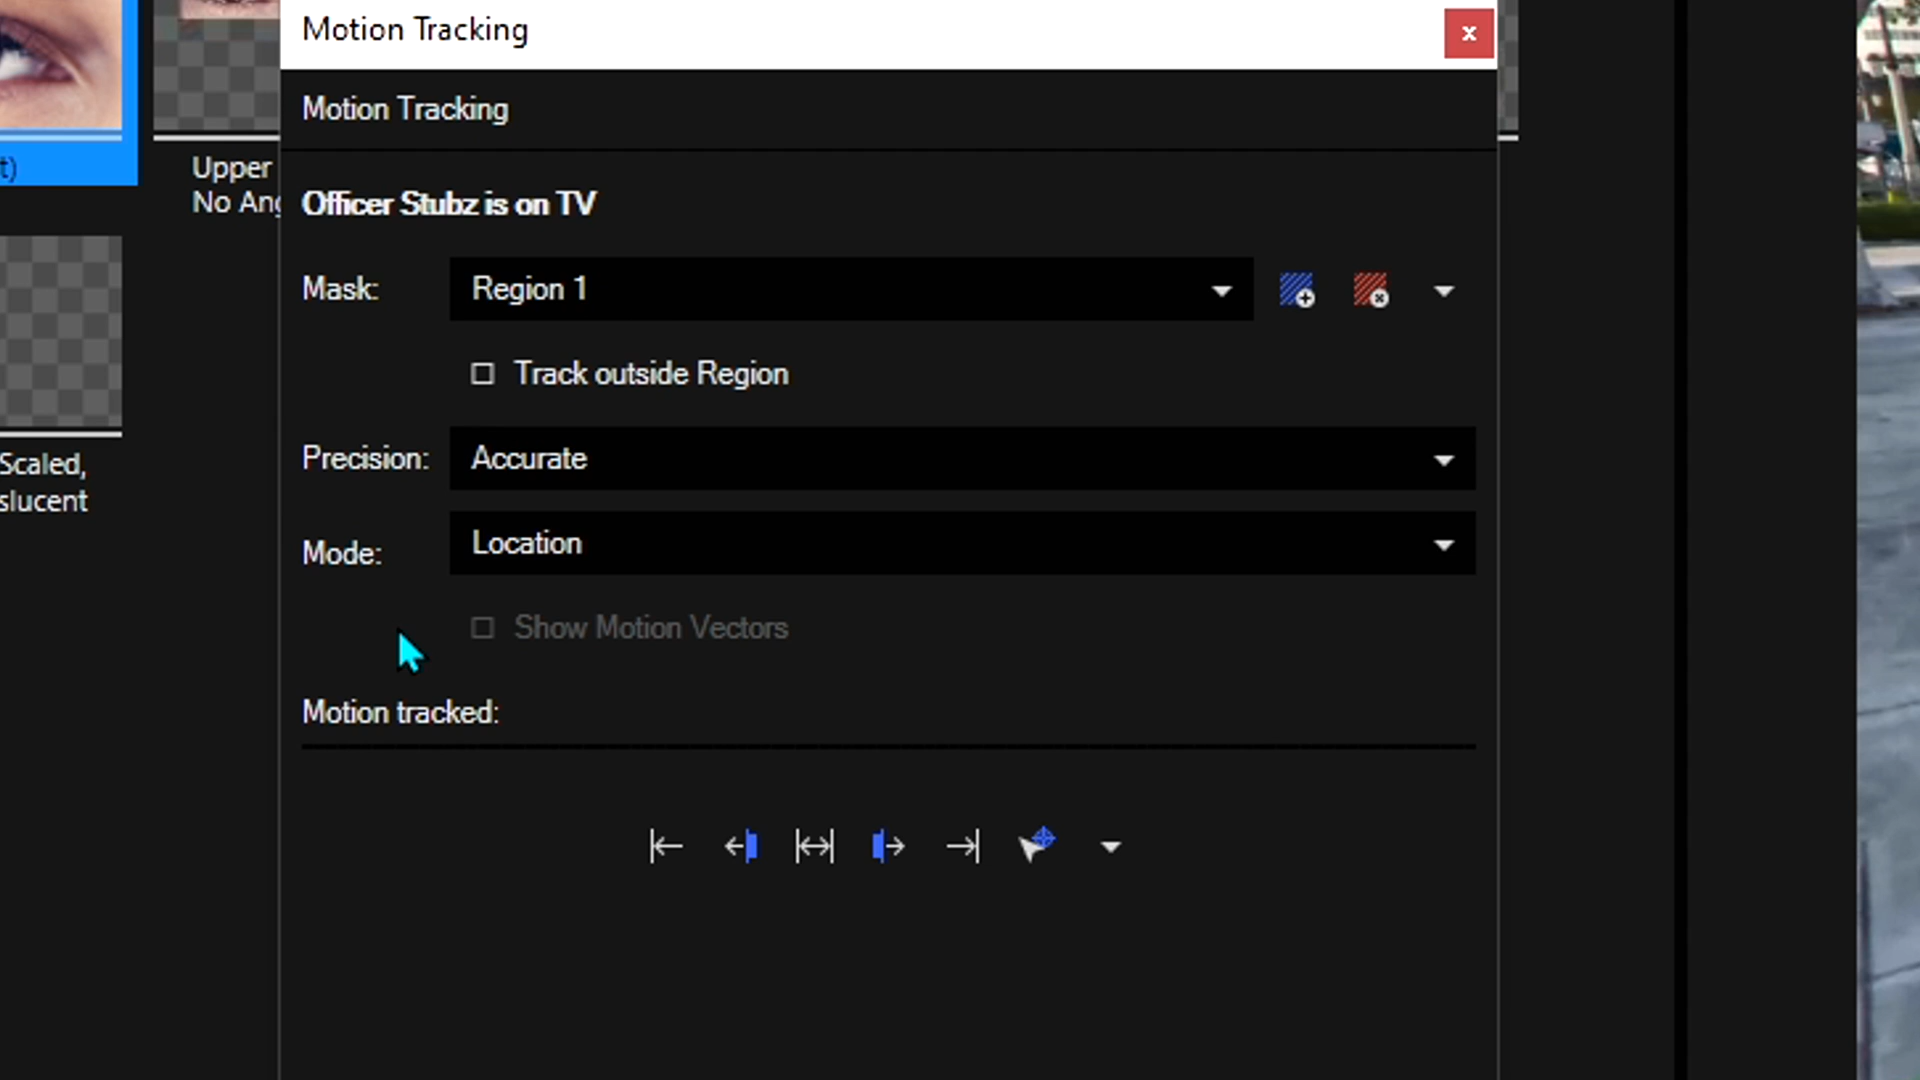 Motion Tracking
x
Motion Tracking
t)
Upper
No Ang
Officer Stubz is on TV
Mask: Region 1
Track outside Region
Scaled,
slucent
Precision: Accurate
Mode: Location
Show Motion Vectors
Motion tracked: